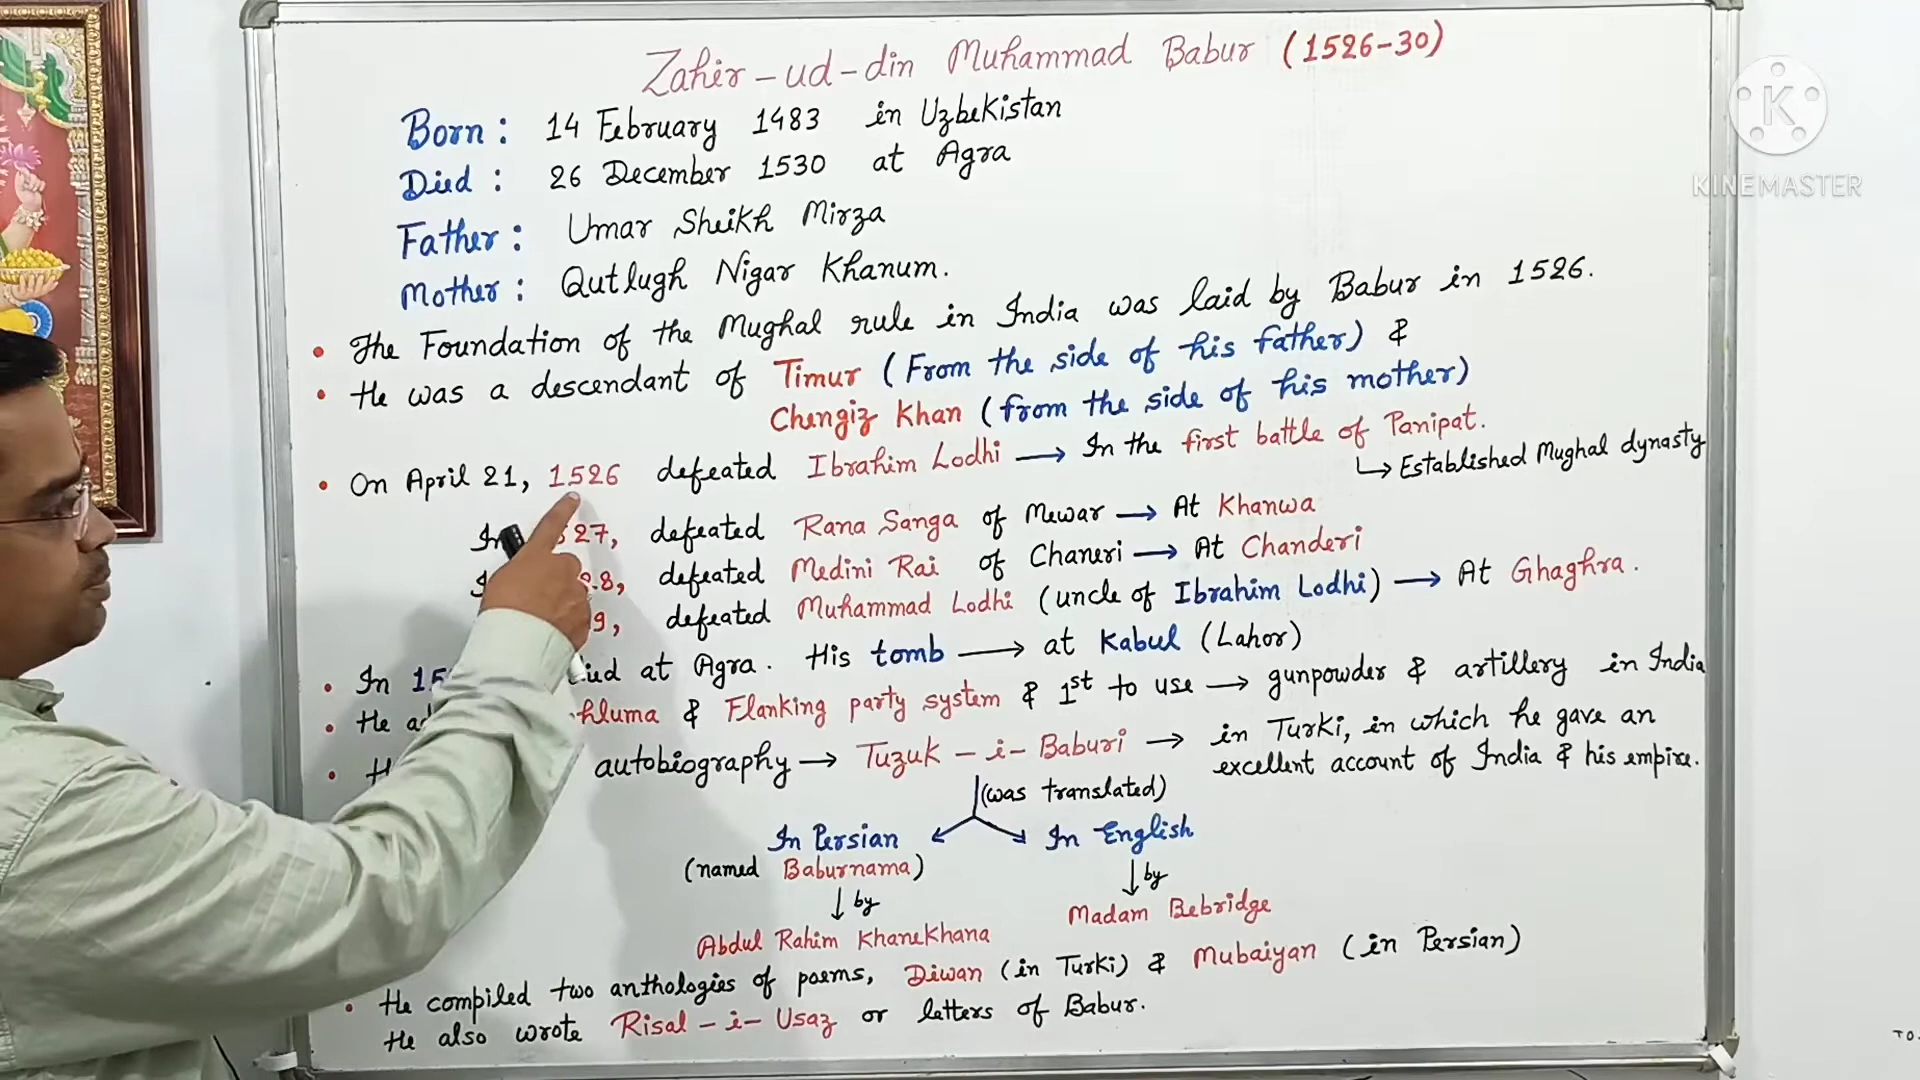 Zahir-ud-din Muhammad Babur (1526-30)
Born: 14 February 1483 in Uzbekistan
Died: 26 December 1530 at Agra
Father: Umar Sheikh Mirza
Mother: Qutlugh Nigar Khanum.
• The Foundation of the Mughal rule in India was laid by Babur in 1526.
• He was a descendant of Timur (From the side of his father) &
Chengiz Khan (from the side of his mother)
• On April 21, 1526 defeated Ibrahim Lodhi → In the first battle of Panipat.
↳ Established Mughal dynasty
In 527, defeated Rana Sanga of Mewar → At Khanwa
defeated Medini Rai of Chaneri → At Chanderi
defeated Muhammad Lodhi (uncle of Ibrahim Lodhi) → At Ghaghra.
• In at Agra. His tomb → at Kabul (Lahor)
• He & Flanking party system & 1st to use → gunpowder & artillery in India
• autobiography → Tuzuk-i-Baburi → in Turki, in which he gave an
excellent account of India & his empire.
(was translated)
In Persian In English
(named Baburnama) ↓ by
↓ by Madam Bebridge
Abdul Rahim KhaneKhana
• He compiled two anthologies of poems, Diwan (in Turki) & Mubaiyan (in Persian)
He also wrote Risal-i-Usaz or letters of Babur.
K
KINEMASTER
TO.